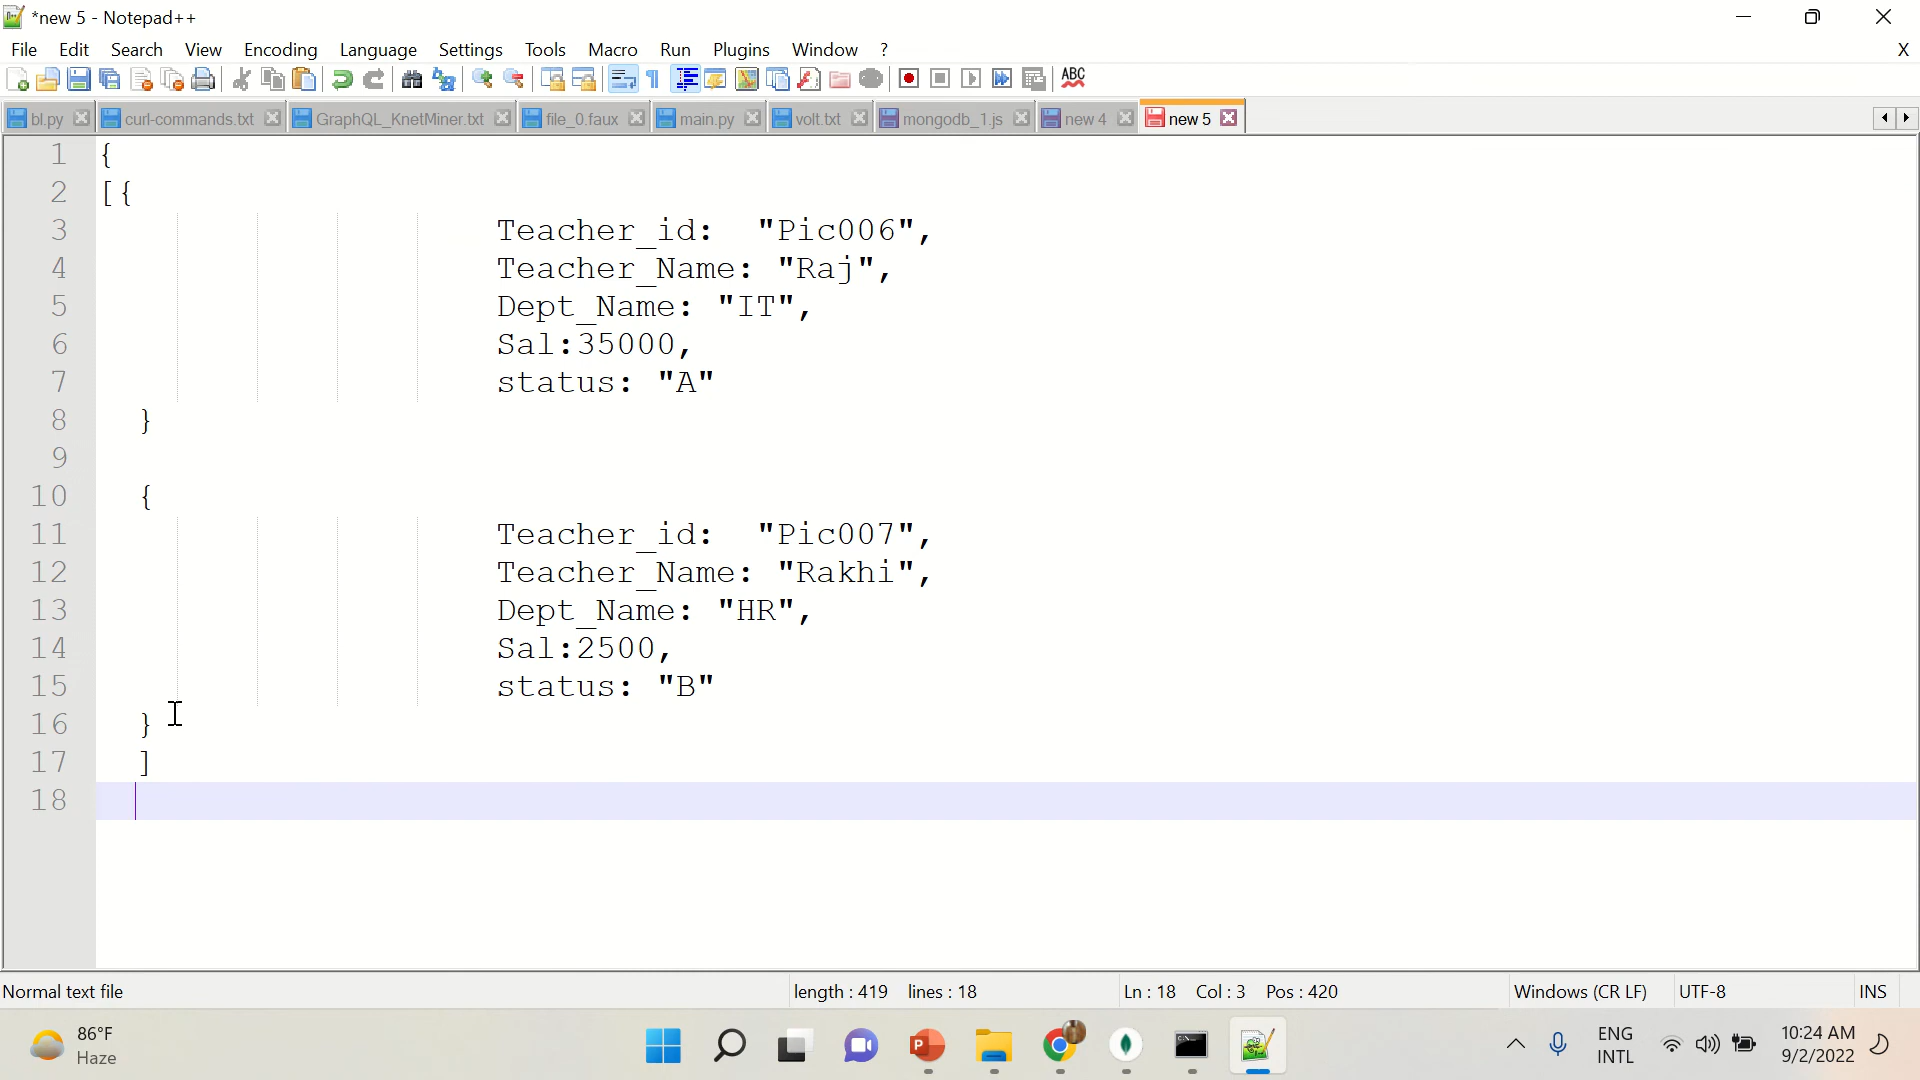 *new 5 - Notepad++
File Edit Search View Encoding Language Settings Tools Macro Run Plugins Window ? X
ABC
bl.py curl-commands.txt GraphQL_KnetMiner.txt file_0.faux main.py volt.txt mongodb_1.js new 4 new 5
1 {
2 [{
3 Teacher_id: "Pic006",
4 Teacher_Name: "Raj",
5 Dept_Name: "IT",
6 Sal:35000,
7 status: "A"
8 }
9
10 {
11 Teacher_id: "Pic007",
12 Teacher_Name: "Rakhi",
13 Dept_Name: "HR",
14 Sal:2500,
15 status: "B"
16 }
17 ]
18
Normal text file length : 419 lines : 18 Ln : 18 Col : 3 Pos : 420 Windows (CR LF) UTF-8 INS
86°F
Haze
ENG
INTL
10:24 AM
9/2/2022